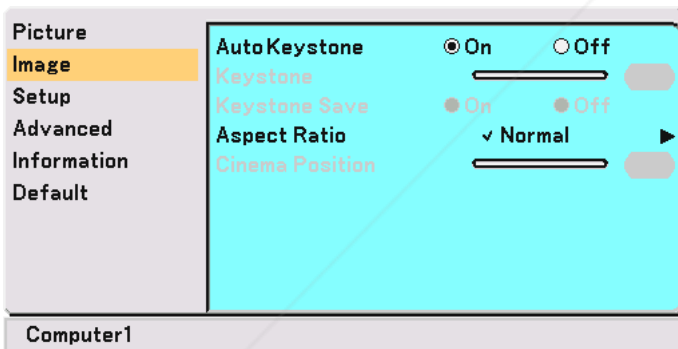 Picture
Image
Setup
Advanced
Information
Default
Auto Keystone On Off
Keystone
Keystone Save On Off
Aspect Ratio ✓ Normal ▶
Cinema Position
Computer1